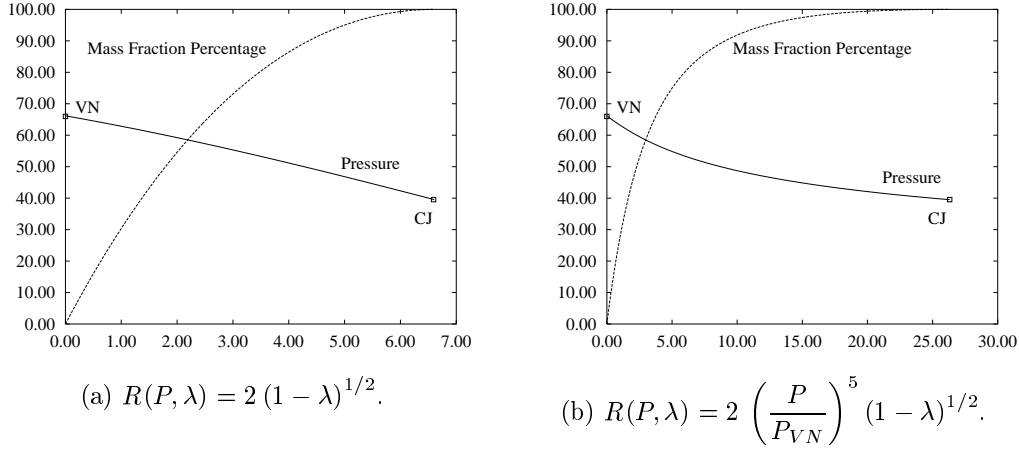 100.00
90.00
80.00
70.00
60.00
50.00
40.00
30.00
20.00
10.00
0.00
0.00 1.00 2.00 3.00 4.00 5.00 6.00 7.00
Mass Fraction Percentage
VN
Pressure
CJ
(a) R(P, λ) = 2 (1 − λ)^{1/2}.
100.00
90.00
80.00
70.00
60.00
50.00
40.00
30.00
20.00
10.00
0.00
0.00 5.00 10.00 15.00 20.00 25.00 30.00
Mass Fraction Percentage
VN
Pressure
CJ
(b) R(P, λ) = 2 (P/P_{VN})^5 (1 − λ)^{1/2}.